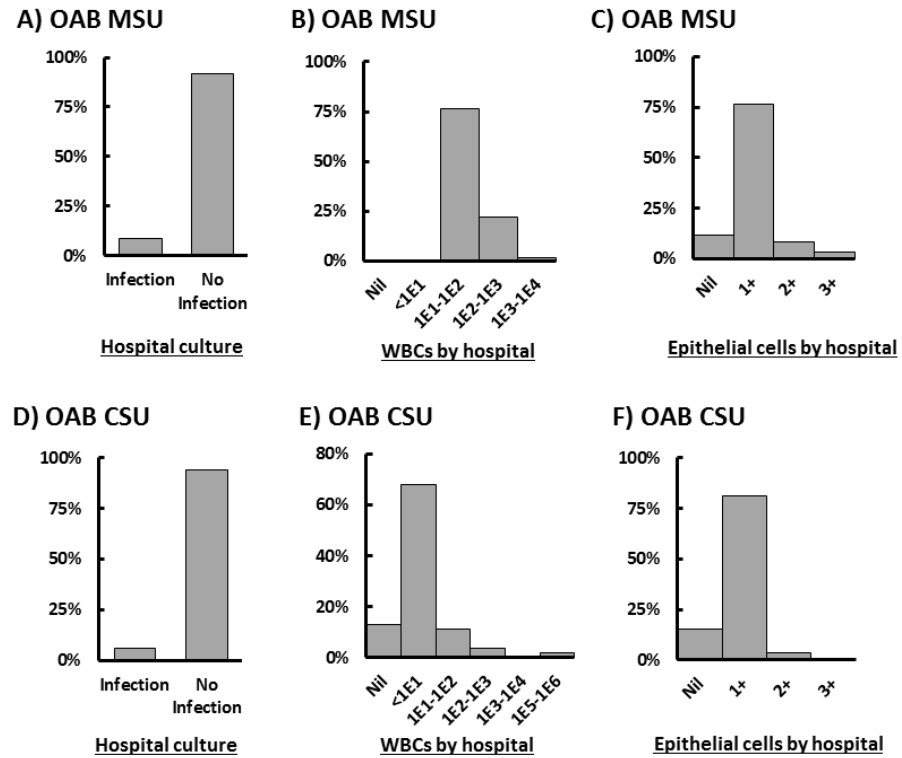 A) OAB MSU
B) OAB MSU
C) OAB MSU
100%
75%
50%
25%
0%
Infection
No
Infection
Hospital culture
100%
75%
50%
25%
0%
Nil
<1E1
1E1-1E2
1E2-1E3
1E3-1E4
WBCs by hospital
100%
75%
50%
25%
0%
Nil
1+
2+
3+
Epithelial cells by hospital
D) OAB CSU
E) OAB CSU
F) OAB CSU
100%
75%
50%
25%
0%
Infection
No
Infection
Hospital culture
80%
60%
40%
20%
0%
Nil
<1E1
1E1-1E2
1E2-1E3
1E3-1E4
1E5-1E6
WBCs by hospital
100%
75%
50%
25%
0%
Nil
1+
2+
3+
Epithelial cells by hospital